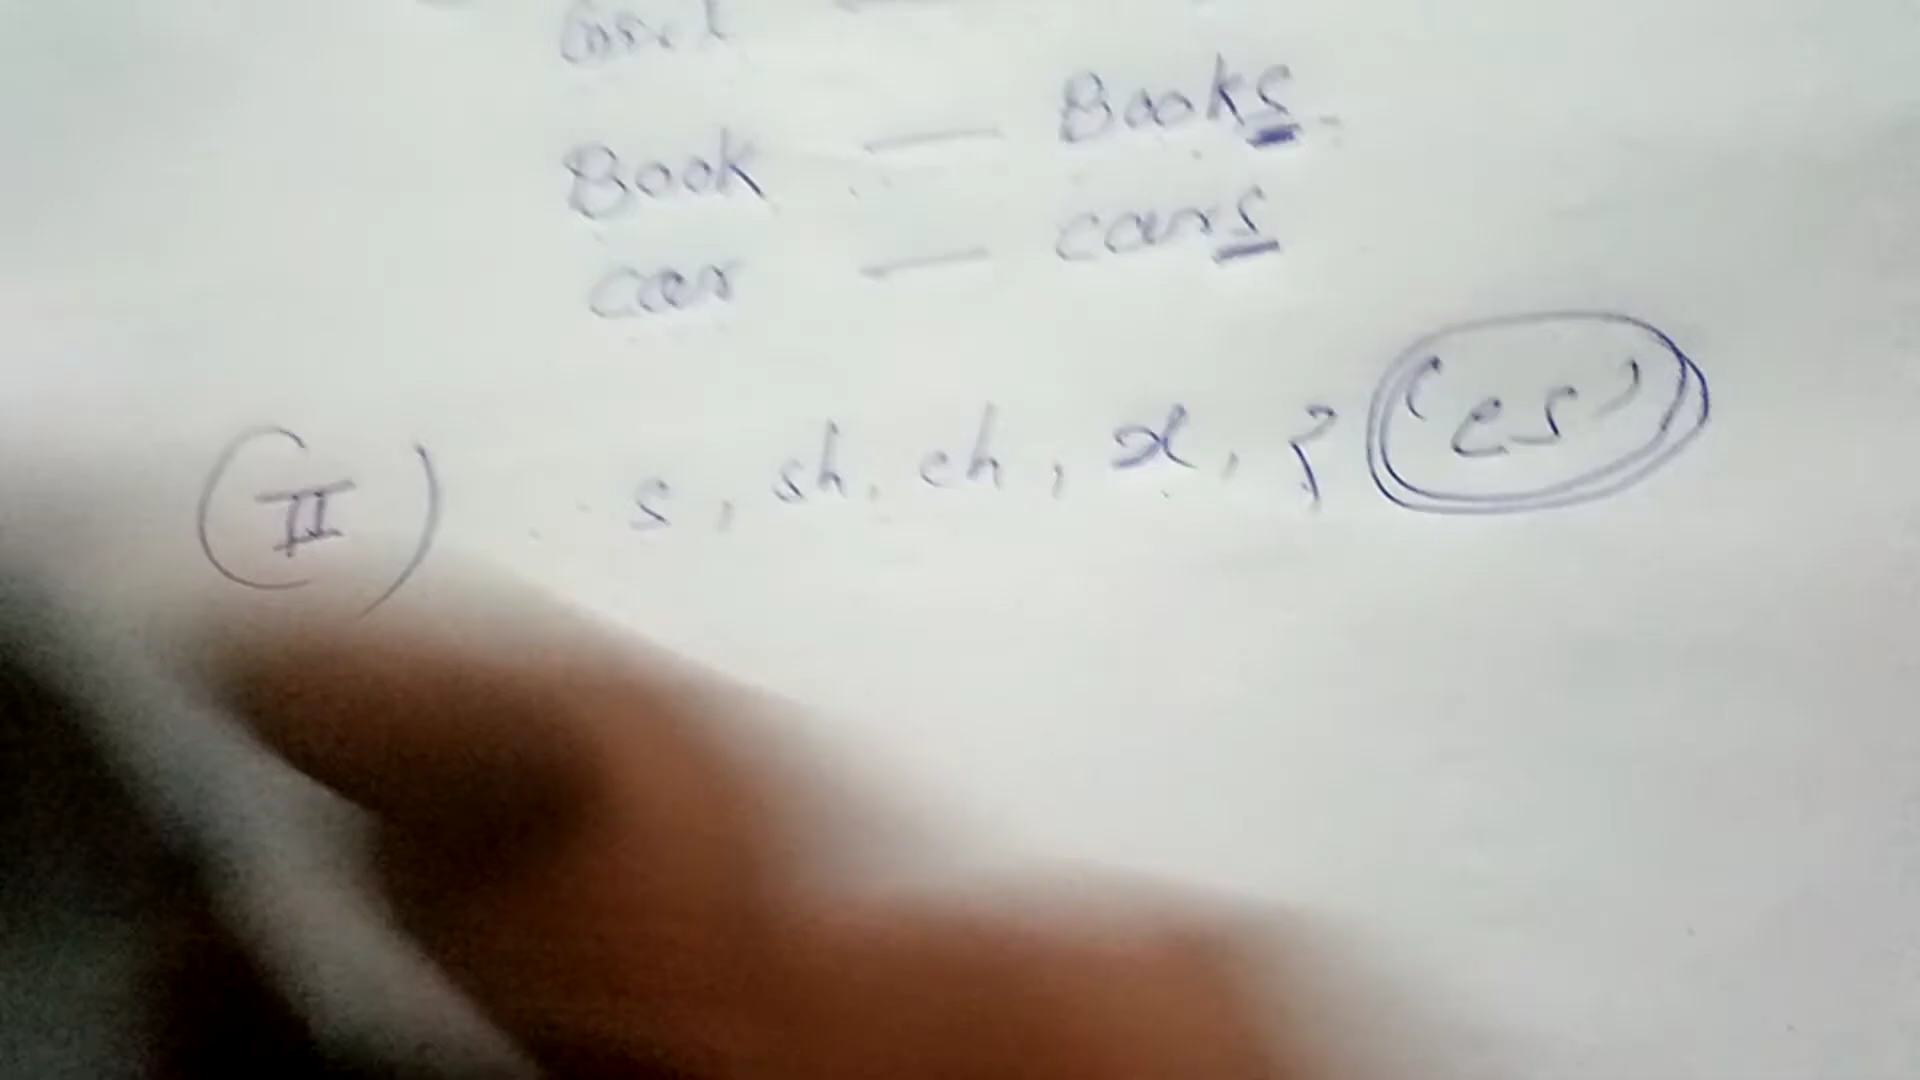 Book — Books
car — cars
(II) s, sh, ch, x, z 'es'